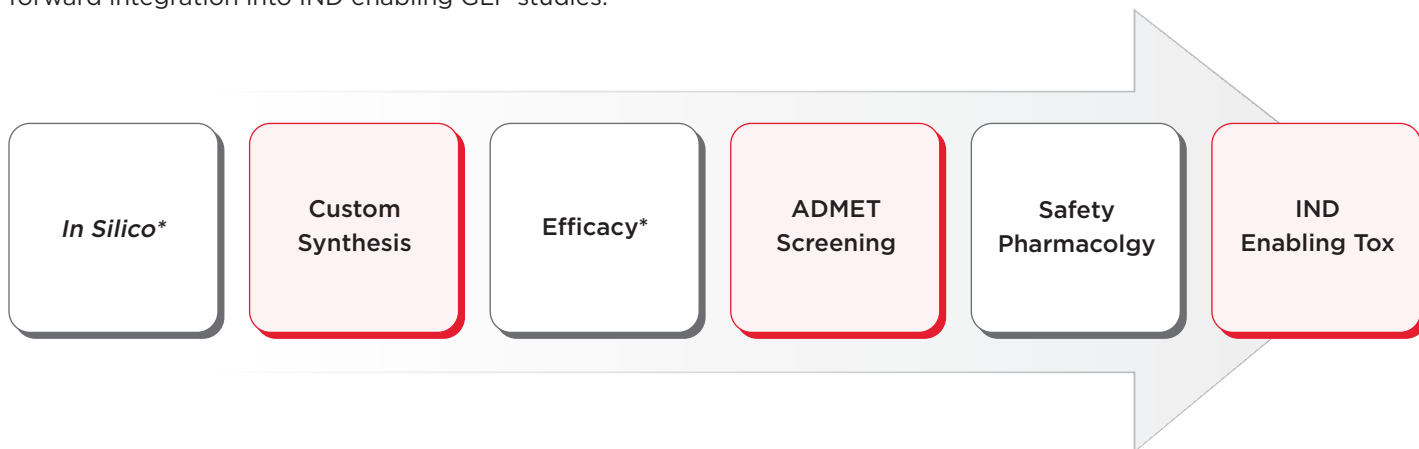 forward integration into IND enabling GLP studies.
In Silico*
Custom
Synthesis
Efficacy*
ADMET
Screening
Safety
Pharmacolgy
IND
Enabling Tox